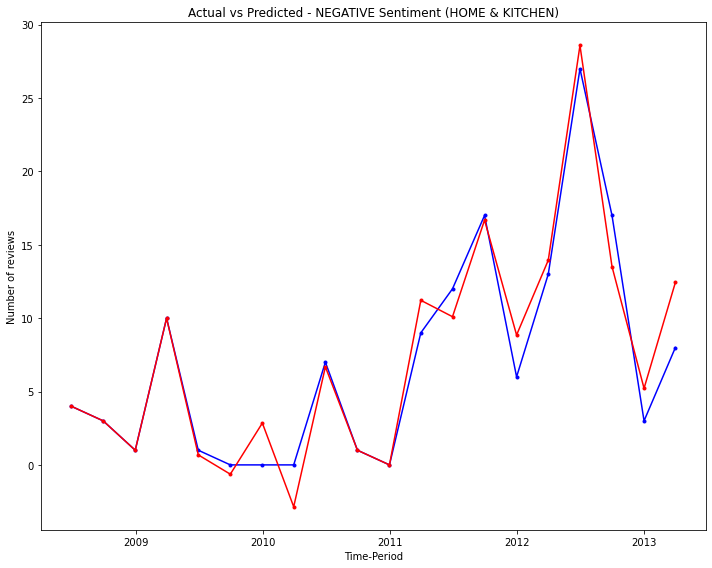 Actual vs Predicted - NEGATIVE Sentiment (HOME & KITCHEN)
30
25
20
15
10
5
0
Number of reviews
2009 2010 2011 2012 2013
Time-Period